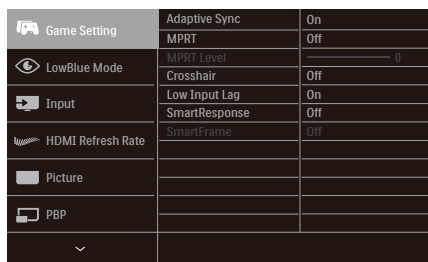 Game Setting
LowBlue Mode
Input
HDMI Refresh Rate
Picture
PBP
Adaptive Sync On
MPRT Off
MPRT Level 0
Crosshair Off
Low Input Lag On
SmartResponse Off
SmartFrame Off